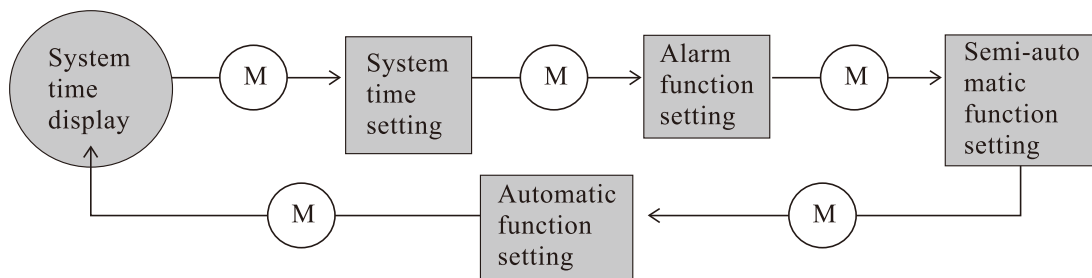 System
time
display
M
System
time
setting
M
Alarm
function
setting
M
Semi-auto
matic
function
setting
M
Automatic
function
setting
M